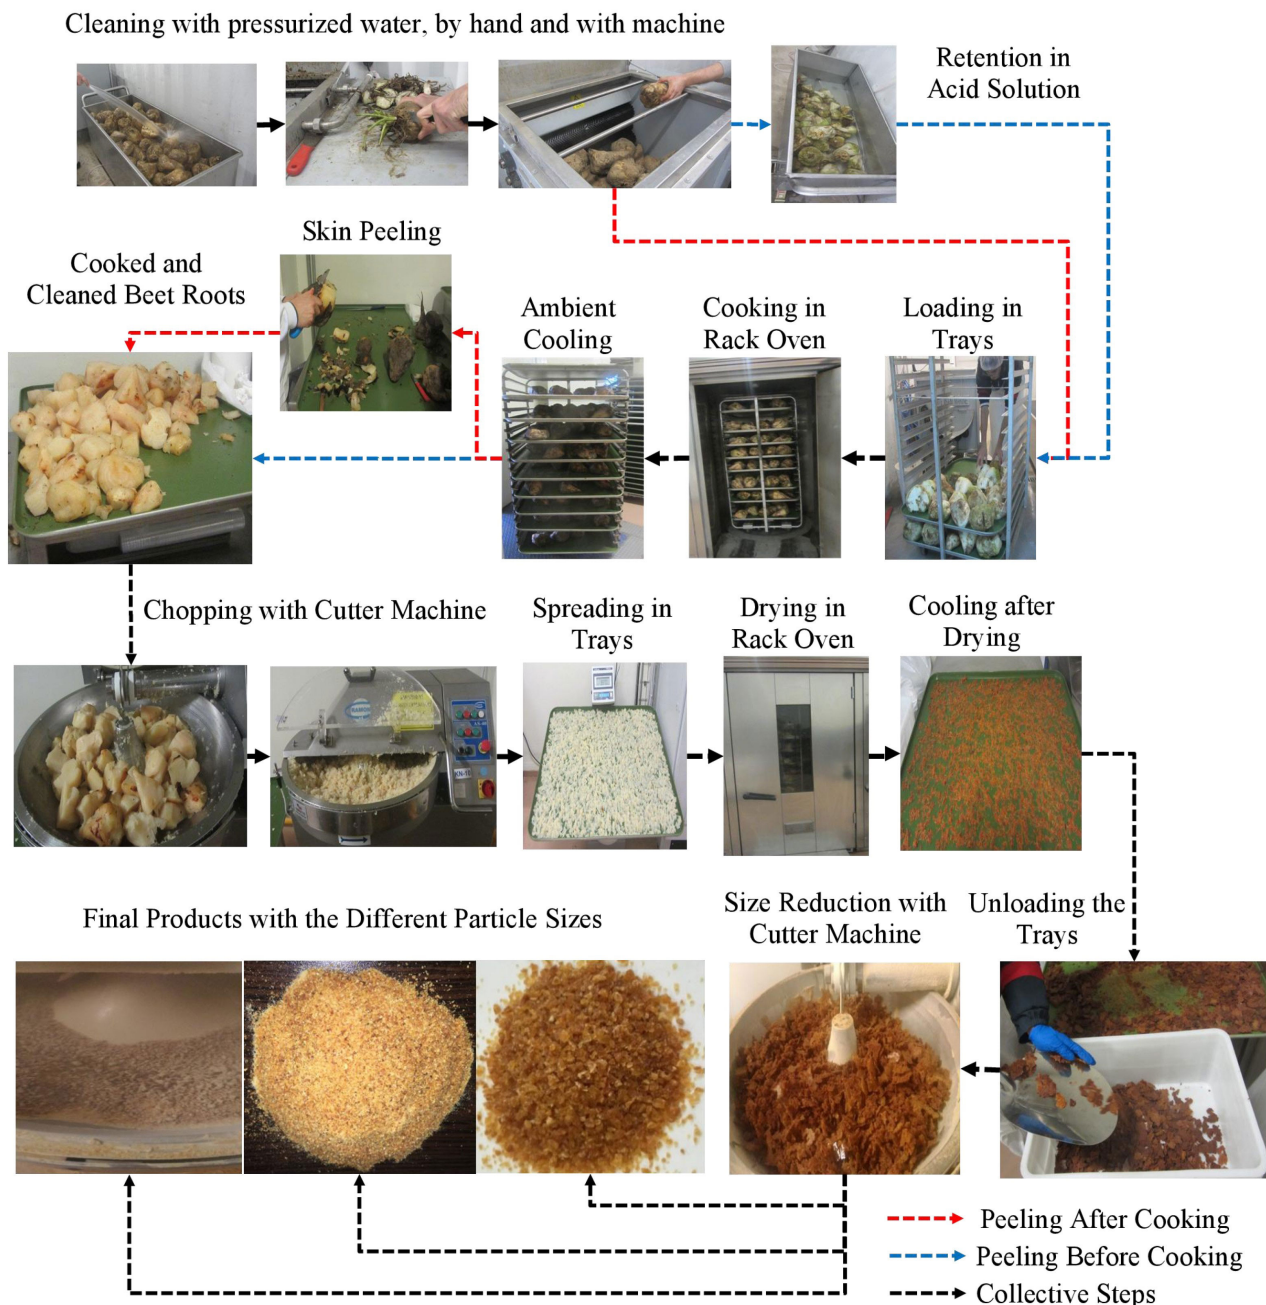 Cleaning with pressurized water, by hand and with machine
Retention in
Acid Solution
Skin Peeling
Cooked and
Cleaned Beet Roots
Ambient
Cooling
Cooking in
Rack Oven
Loading in
Trays
Chopping with Cutter Machine
Spreading in
Trays
Drying in
Rack Oven
Cooling after
Drying
KN-16
Final Products with the Different Particle Sizes
Size Reduction with
Cutter Machine
Unloading the
Trays
Peeling After Cooking
Peeling Before Cooking
Collective Steps